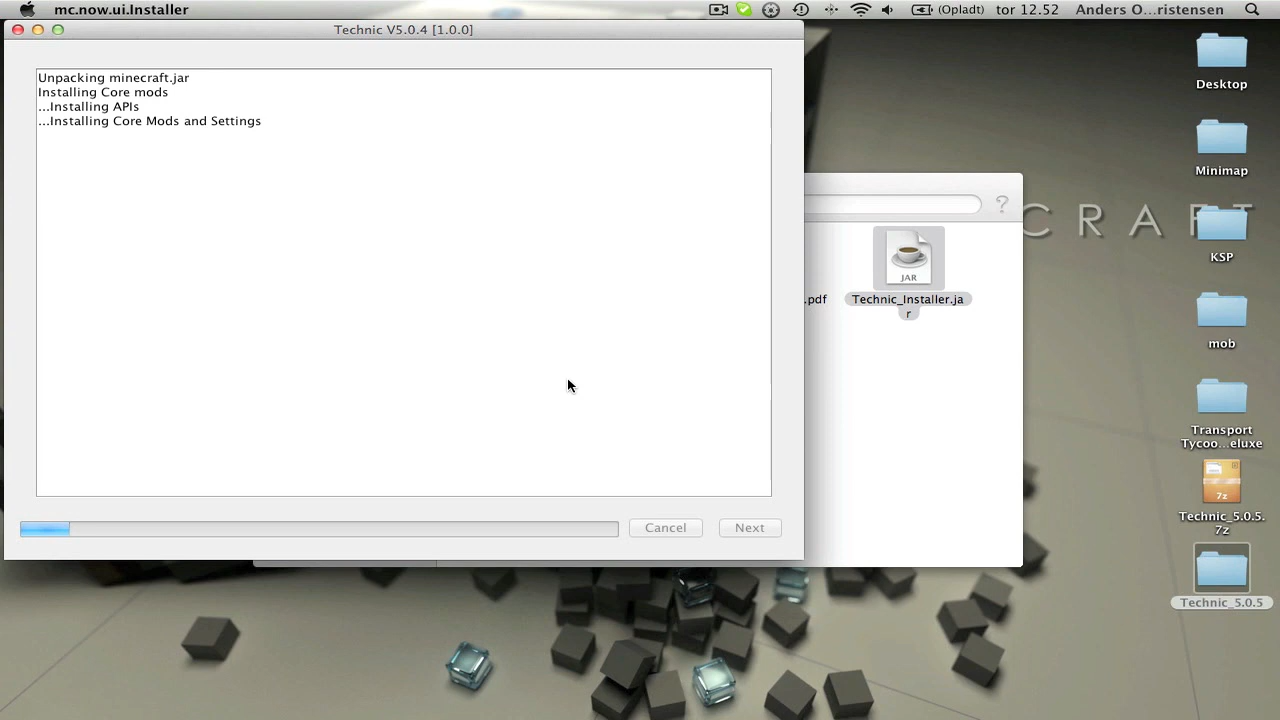 mc.now.ui.Installer
(Opladt)
tor 12.52
Anders O...ristensen
Technic V5.0.4 [1.0.0]
Unpacking minecraft.jar
Installing Core mods
...Installing APIs
...Installing Core Mods and Settings
Cancel
Next
?
.pdf
JAR
Technic_Installer.ja
r
CRAFT
Desktop
Minimap
KSP
mob
Transport
Tycoo...eluxe
7z
Technic_5.0.5.
7z
Technic_5.0.5